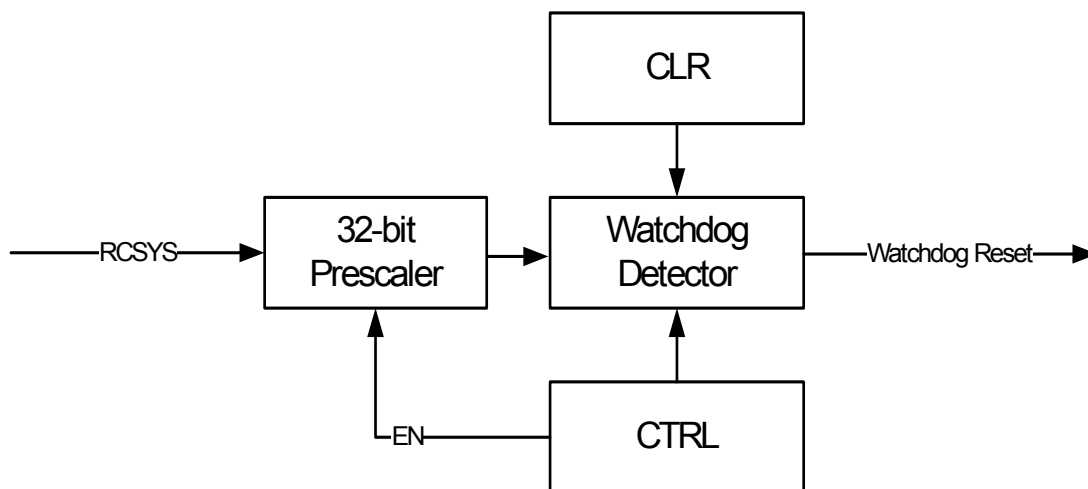 CLR
RCSYS
32-bit
Prescaler
Watchdog
Detector
Watchdog Reset
EN
CTRL